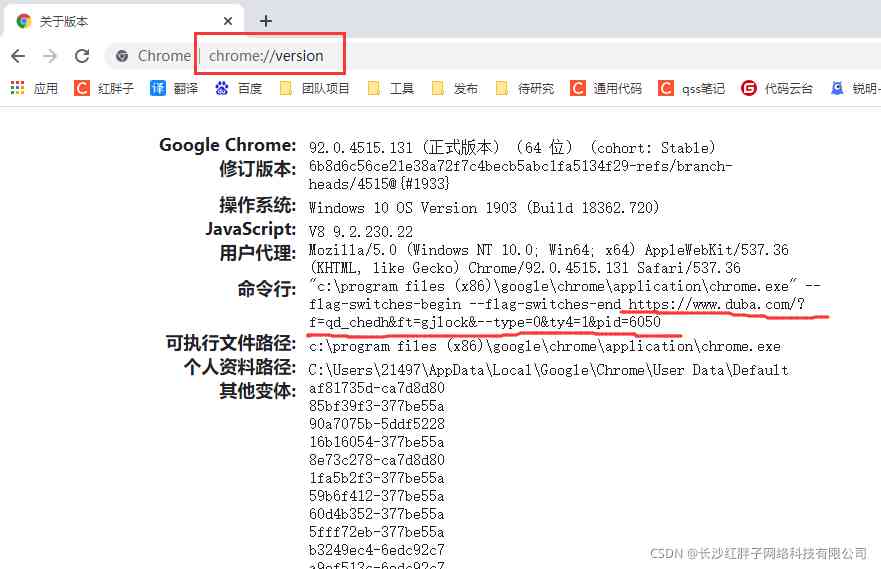 关于版本
Chrome | chrome://version
应用 红胖子 翻译 百度 团队项目 工具 发布 待研究 通用代码 qss笔记 代码云台 锐明-
Google Chrome: 92.0.4515.131 (正式版本) (64 位) (cohort: Stable)
修订版本: 6b8d6c56ce21e38a72f7c4becb5abc1fa5134f29-refs/branch-
heads/4515@{#1933}
操作系统: Windows 10 OS Version 1903 (Build 18362.720)
JavaScript: V8 9.2.230.22
用户代理: Mozilla/5.0 (Windows NT 10.0; Win64; x64) AppleWebKit/537.36
(KHTML, like Gecko) Chrome/92.0.4515.131 Safari/537.36
命令行: "c:\program files (x86)\google\chrome\application\chrome.exe" --
flag-switches-begin --flag-switches-end https://www.duba.com/?
f=qd_chedh&ft=gjlock&--type=0&ty4=1&pid=6050
可执行文件路径: c:\program files (x86)\google\chrome\application\chrome.exe
个人资料路径: C:\Users\21497\AppData\Local\Google\Chrome\User Data\Default
其他变体: af81735d-ca7d8d80
85bf39f3-377be55a
90a7075b-5ddf5228
16b16054-377be55a
8e73c278-ca7d8d80
1fa5b2f3-377be55a
59b6f412-377be55a
60d4b352-377be55a
5fff72eb-377be55a
b3249ec4-6edc92c7
a9ef513c-6edc92c7
CSDN @长沙红胖子网络科技有限公司